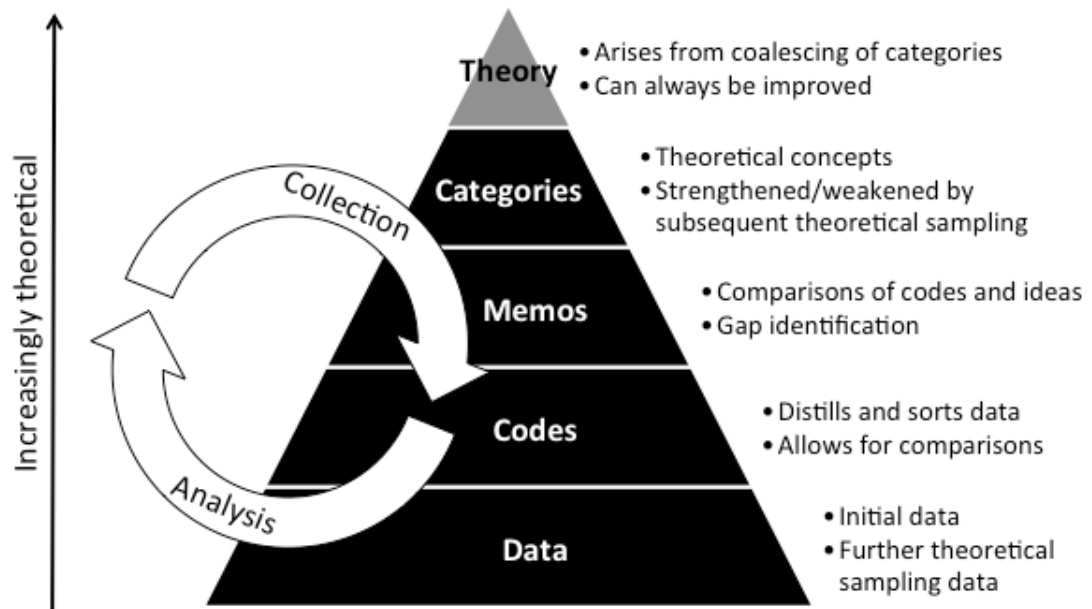 Increasingly theoretical
Collection
Analysis
Theory
• Arises from coalescing of categories
• Can always be improved
Categories
• Theoretical concepts
• Strengthened/weakened by
subsequent theoretical sampling
Memos
• Comparisons of codes and ideas
• Gap identification
Codes
• Distills and sorts data
• Allows for comparisons
Data
• Initial data
• Further theoretical
sampling data